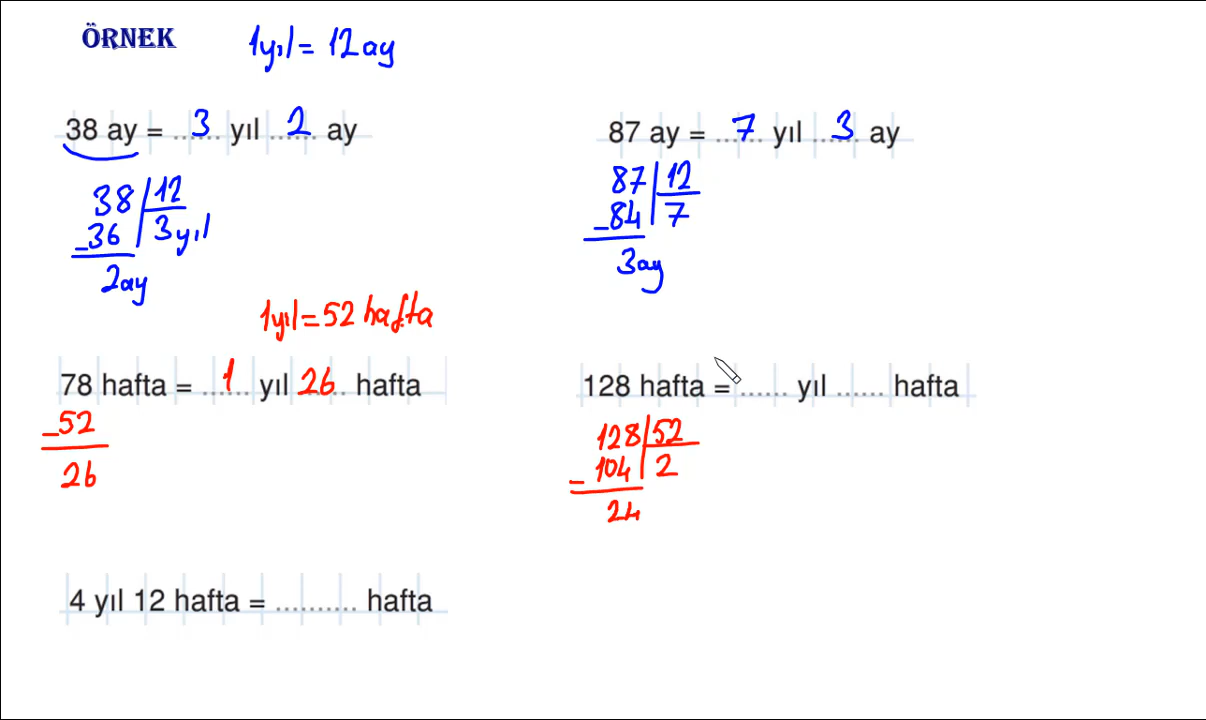 ÖRNEK
1yıl = 12ay
38 ay = ...3... yıl ...2... ay
38 12
-36 3yıl
2ay
87 ay = ...7... yıl ...3... ay
87 12
-84 7
3ay
1yıl = 52 hafta
78 hafta = ...1... yıl 26... hafta
-52
26
128 hafta = ...... yıl ...... hafta
128 52
-104 2
24
4 yıl 12 hafta = .......... hafta